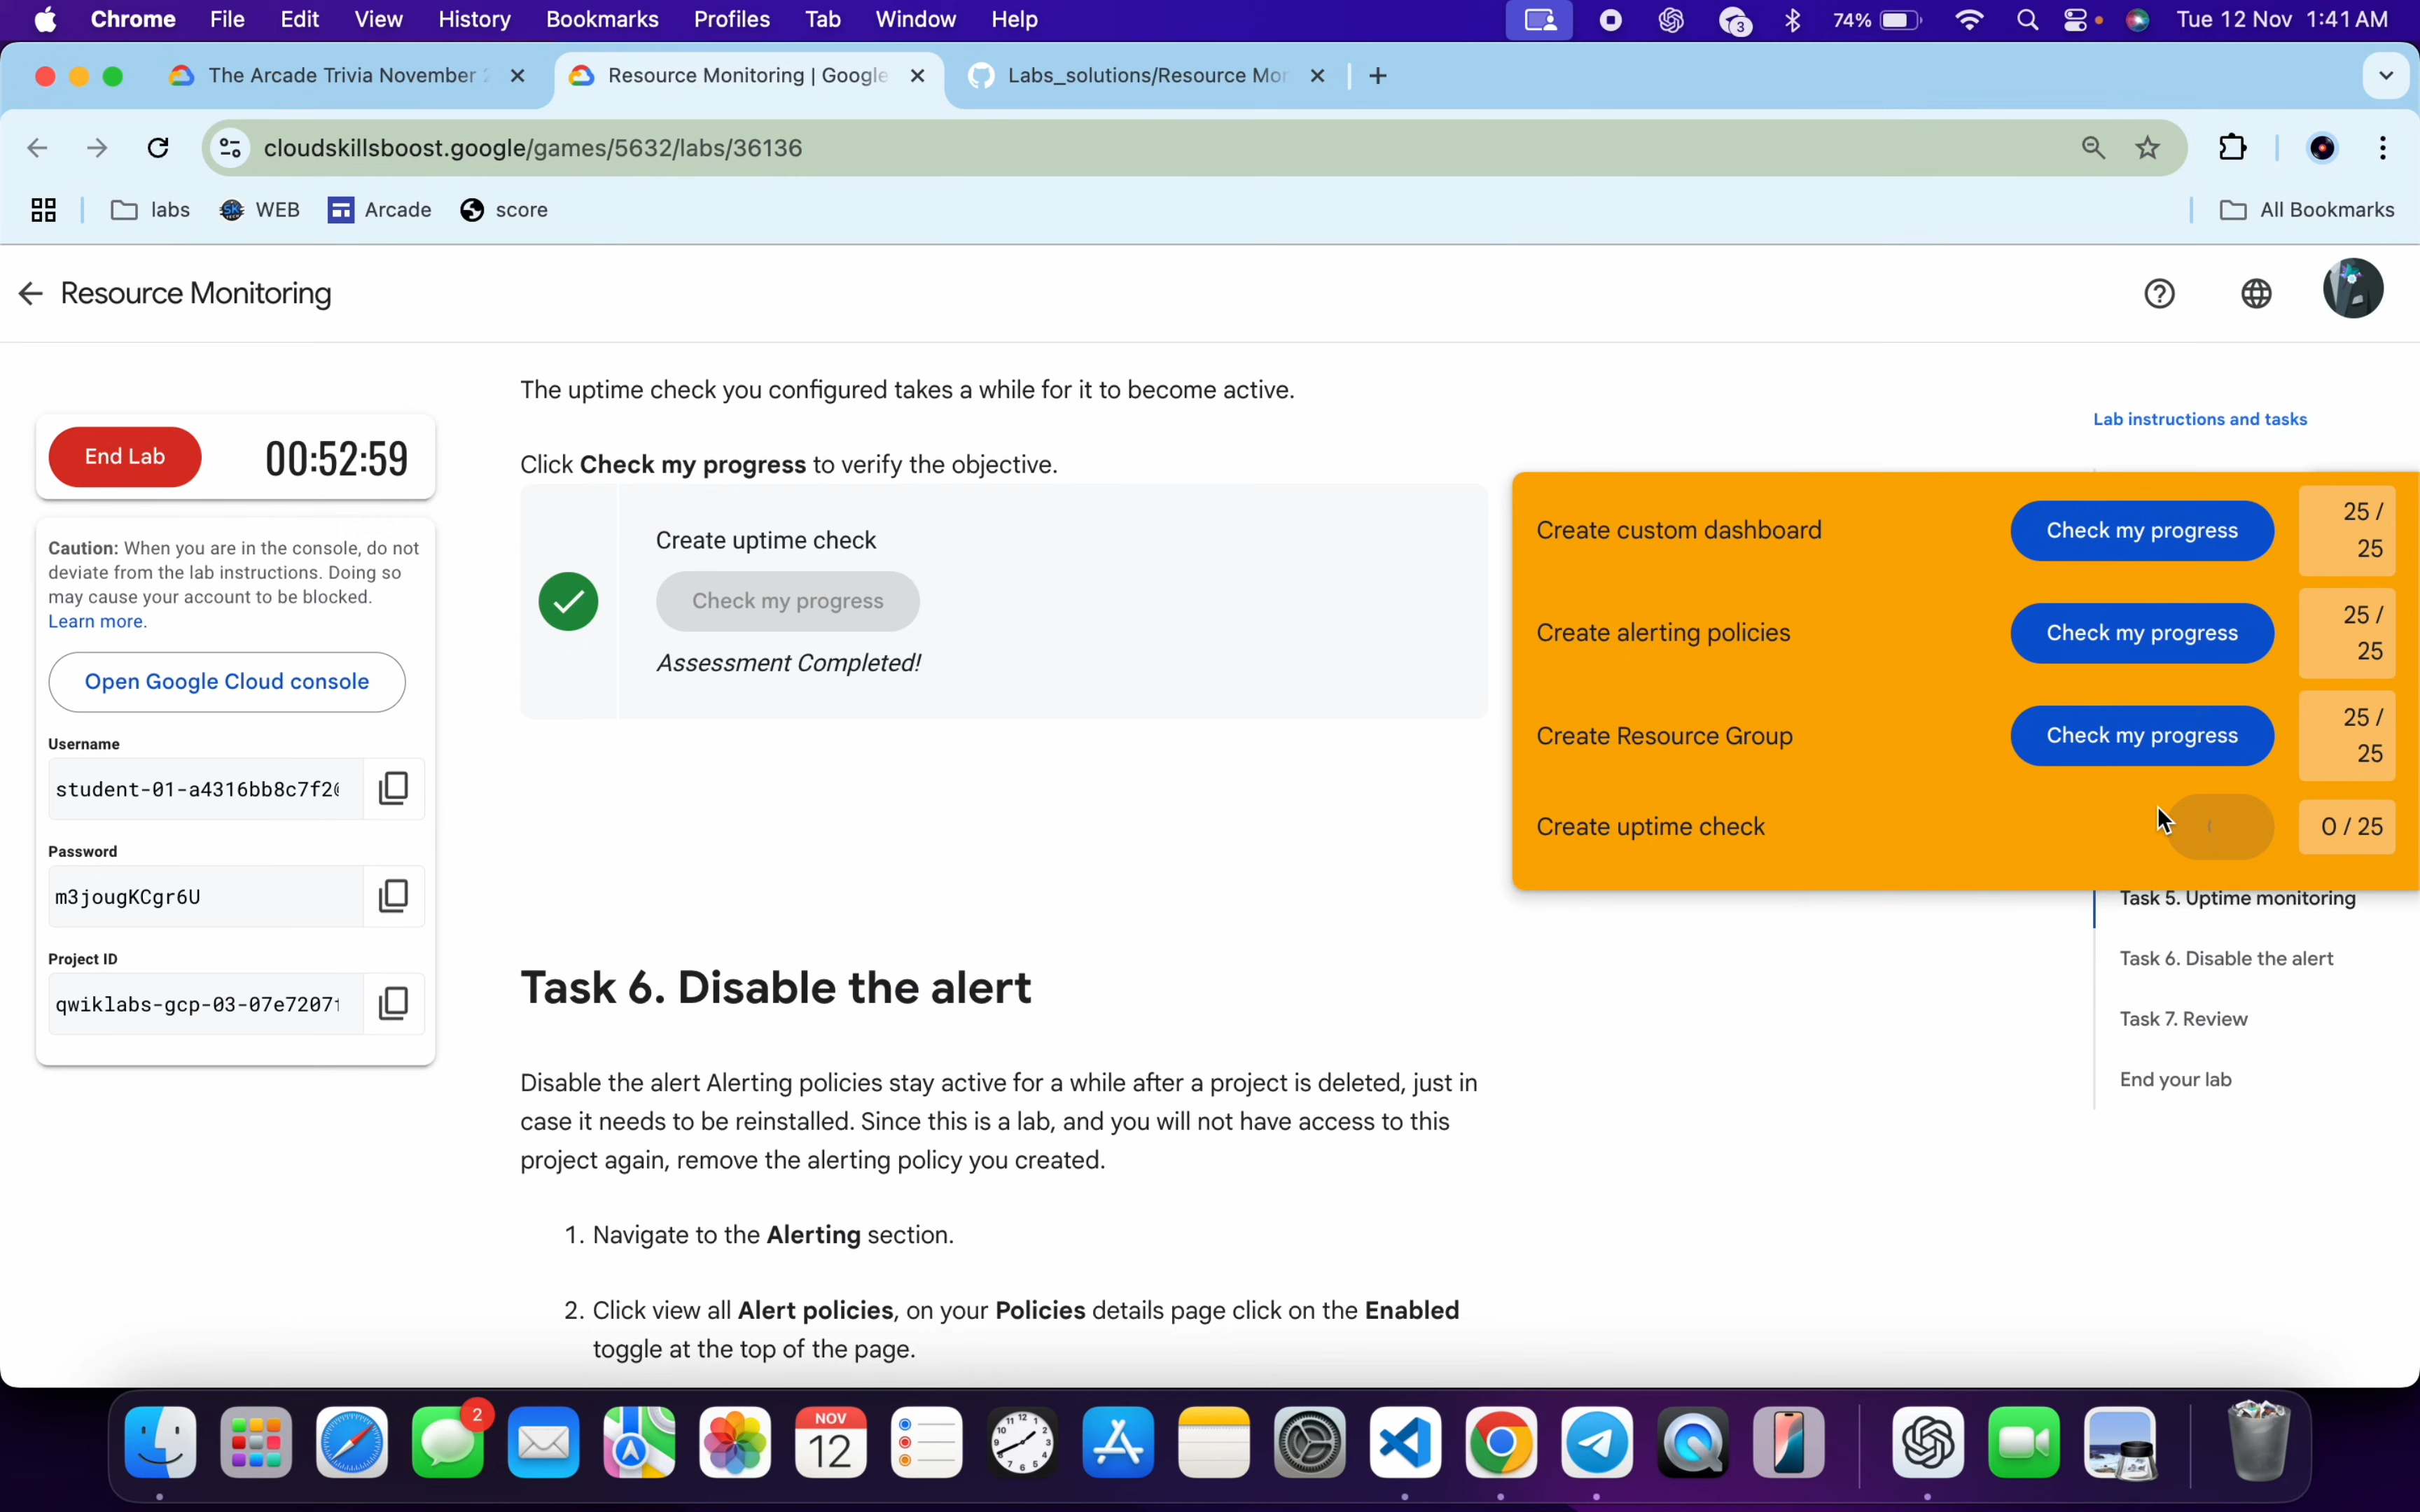 Chrome File Edit View History Bookmarks Profiles Tab Window Help
3 74% Tue 12 Nov 1:41 AM
The Arcade Trivia November
Resource Monitoring | Google
Labs_solutions/Resource Mon
cloudskillsboost.google/games/5632/labs/36136
labs WEB Arcade score All Bookmarks
Resource Monitoring
End Lab 00:52:59
Caution: When you are in the console, do not
deviate from the lab instructions. Doing so
may cause your account to be blocked.
Learn more.
Open Google Cloud console
Username
student-01-a4316bb8c7f2
Password
m3jougKCgr6U
Project ID
qwiklabs-gcp-03-07e7207
The uptime check you configured takes a while for it to become active.
Click Check my progress to verify the objective.
Create uptime check
Check my progress
Assessment Completed!
Task 6. Disable the alert
Disable the alert Alerting policies stay active for a while after a project is deleted, just in
case it needs to be reinstalled. Since this is a lab, and you will not have access to this
project again, remove the alerting policy you created.
1. Navigate to the Alerting section.
2. Click view all Alert policies, on your Policies details page click on the Enabled
toggle at the top of the page.
Lab instructions and tasks
Create custom dashboard Check my progress 25 /
25
Create alerting policies Check my progress 25 /
25
Create Resource Group Check my progress 25 /
25
Create uptime check 0 / 25
Task 5. Uptime monitoring
Task 6. Disable the alert
Task 7. Review
End your lab
2
NOV
12